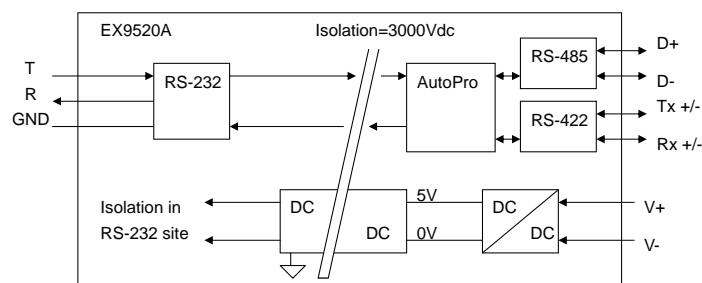 EX9520A
Isolation=3000Vdc
T
R
GND
RS-232
AutoPro
RS-485
RS-422
D+
D-
Tx +/-
Rx +/-
Isolation in
RS-232 site
DC
DC
5V
0V
DC
DC
V+
V-